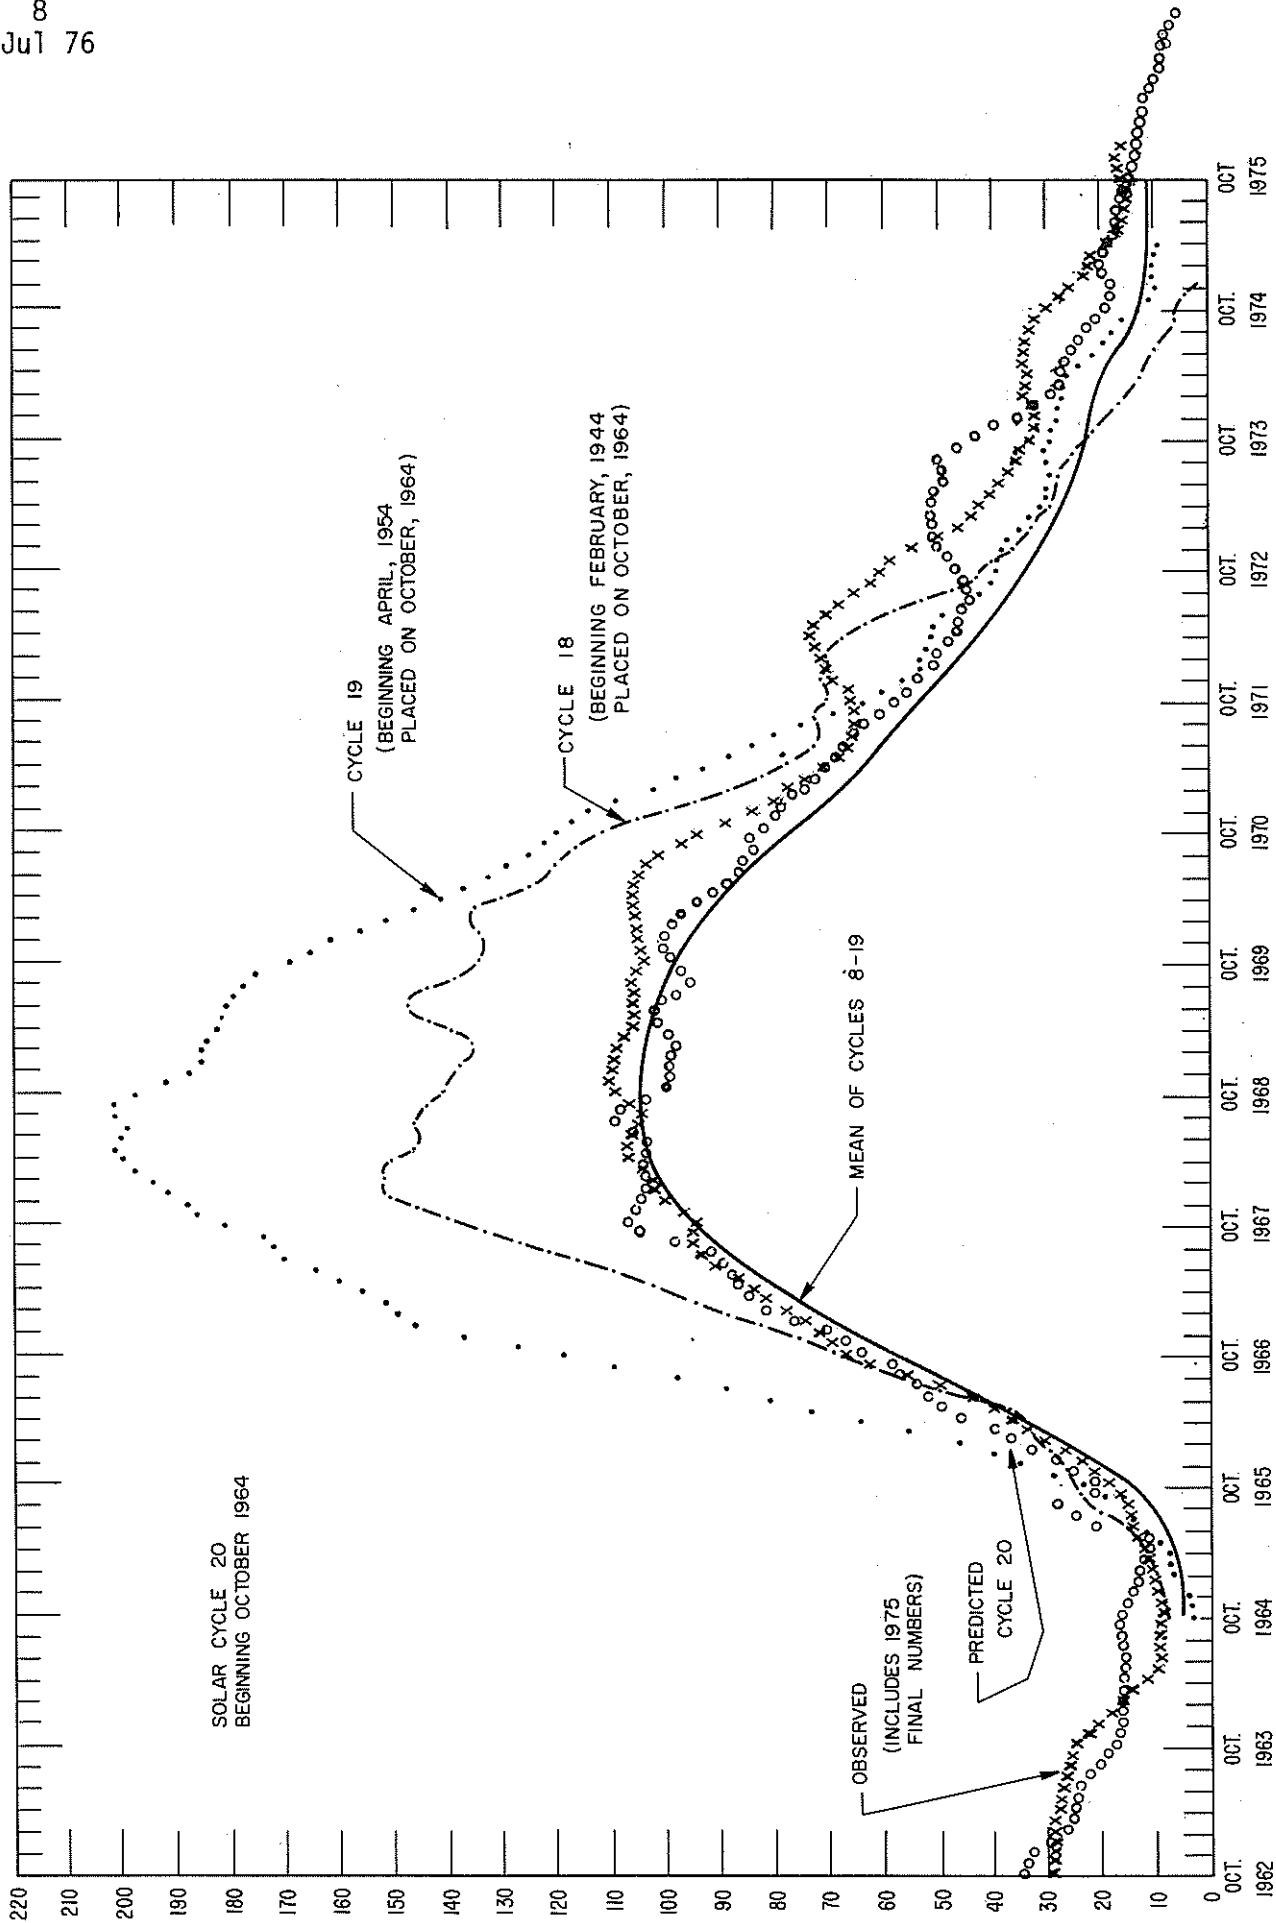 8
Jul 76
220
210
200
190
180
170
160
150
140
130
120
110
100
90
80
70
60
50
40
30
20
10
0
SOLAR CYCLE 20
BEGINNING OCTOBER 1964
CYCLE 19
(BEGINNING APRIL, 1954
PLACED ON OCTOBER, 1964)
CYCLE 18
(BEGINNING FEBRUARY, 1944
PLACED ON OCTOBER, 1964)
MEAN OF CYCLES 8-19
OBSERVED
(INCLUDES 1975
FINAL NUMBERS)
PREDICTED
CYCLE 20
OCT. OCT. OCT. OCT. OCT. OCT. OCT. OCT. OCT. OCT. OCT. OCT. OCT. OCT
1962 1963 1964 1965 1966 1967 1968 1969 1970 1971 1972 1973 1974 1975